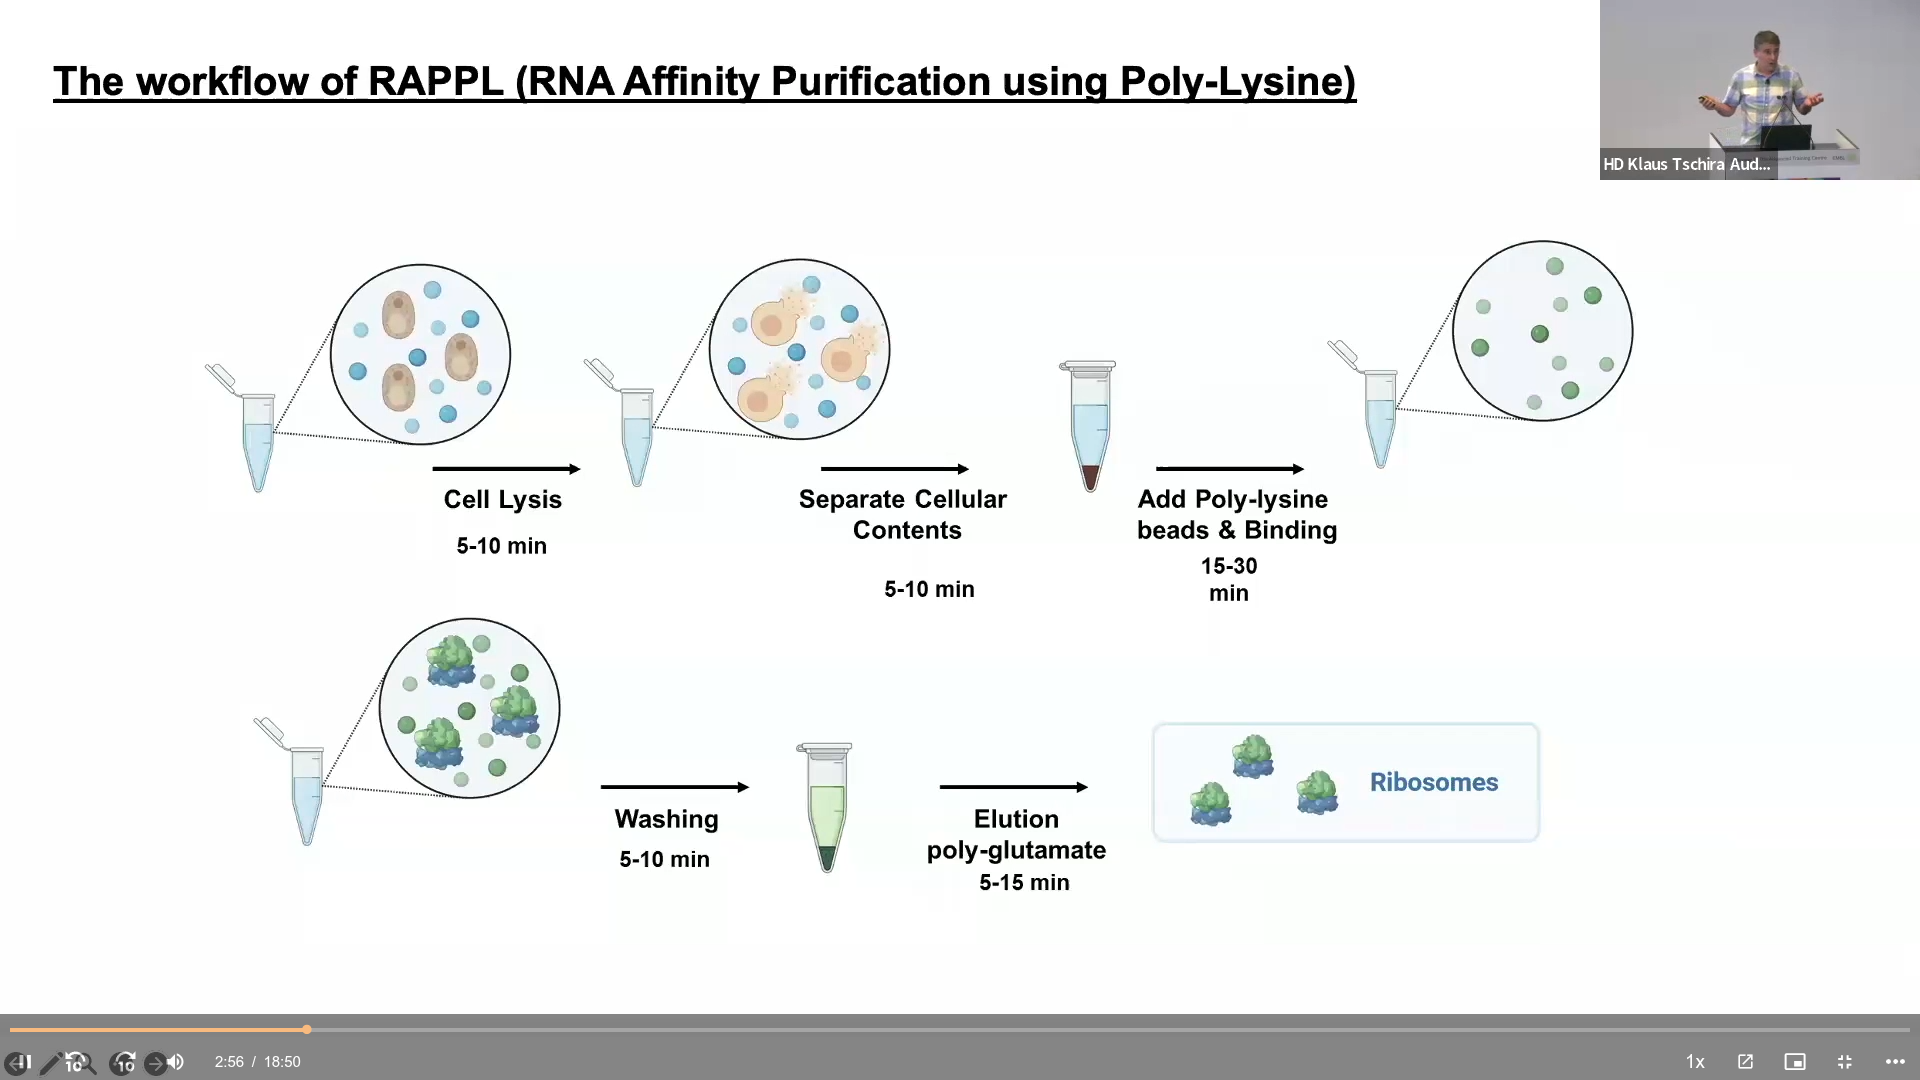 The workflow of RAPPL (RNA Affinity Purification using Poly-Lysine)
HD Klaus Tschira Aud...
Cell Lysis
5-10 min
Separate Cellular
Contents
5-10 min
Add Poly-lysine
beads & Binding
15-30
min
Washing
5-10 min
Elution
poly-glutamate
5-15 min
Ribosomes
10
10
2:56 / 18:50
1x